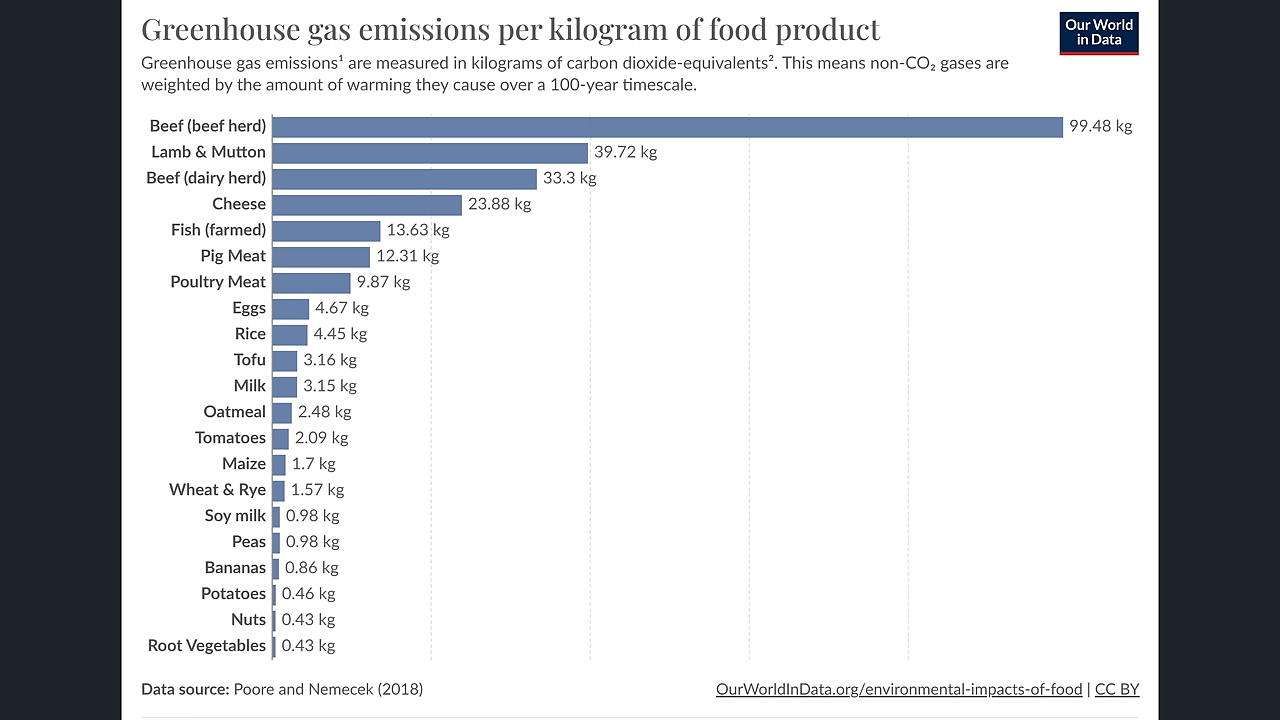 Greenhouse gas emissions per kilogram of food product
Our World
in Data
Greenhouse gas emissions¹ are measured in kilograms of carbon dioxide-equivalents². This means non-CO₂ gases are
weighted by the amount of warming they cause over a 100-year timescale.
Beef (beef herd) 99.48 kg
Lamb & Mutton 39.72 kg
Beef (dairy herd) 33.3 kg
Cheese 23.88 kg
Fish (farmed) 13.63 kg
Pig Meat 12.31 kg
Poultry Meat 9.87 kg
Eggs 4.67 kg
Rice 4.45 kg
Tofu 3.16 kg
Milk 3.15 kg
Oatmeal 2.48 kg
Tomatoes 2.09 kg
Maize 1.7 kg
Wheat & Rye 1.57 kg
Soy milk 0.98 kg
Peas 0.98 kg
Bananas 0.86 kg
Potatoes 0.46 kg
Nuts 0.43 kg
Root Vegetables 0.43 kg
Data source: Poore and Nemecek (2018) OurWorldInData.org/environmental-impacts-of-food | CC BY